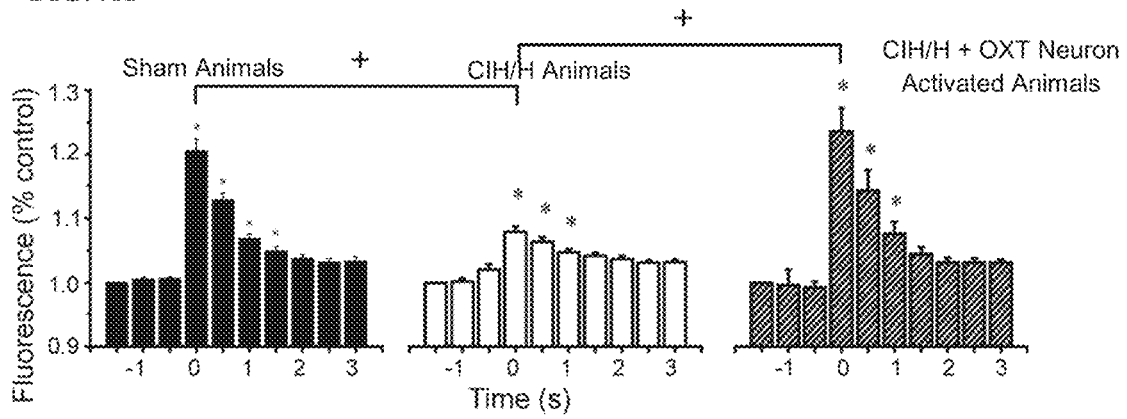 +
+
Sham Animals
CIH/H Animals
CIH/H + OXT Neuron
Activated Animals
Fluorescence (% control)
1.3
1.2
1.1
1.0
0.9
* * * *
* * *
* * *
-1 0 1 2 3
-1 0 1 2 3
-1 0 1 2 3
Time (s)